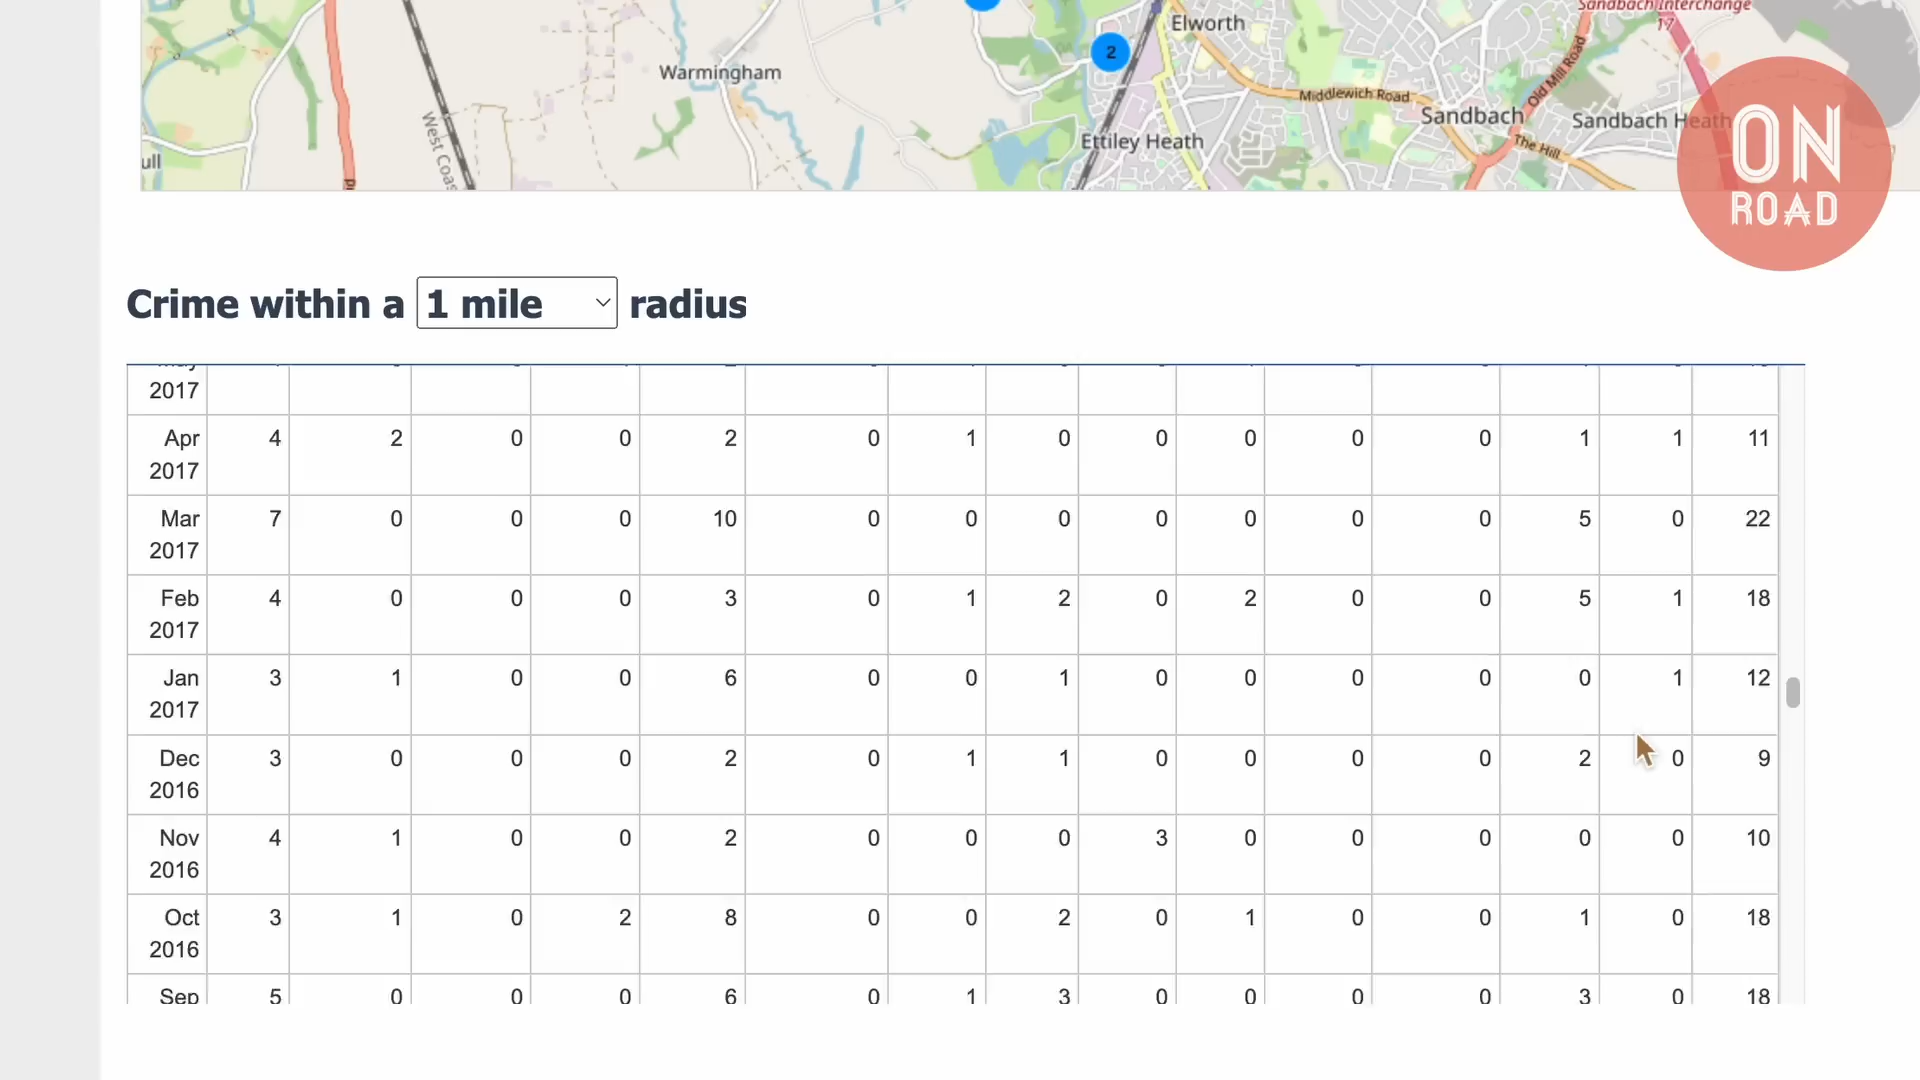 Sandbach Interchange
17
Elworth
2
Warmingham
Middlewich Road
Old Mill Road
Sandbach
Sandbach Heath
Ettiley Heath
The Hill
West Coas
ull
ON
ROAD
Crime within a 1 mile radius
2017
Apr 2017 4 2 0 0 2 0 1 0 0 0 0 0 1 1 11
Mar 2017 7 0 0 0 10 0 0 0 0 0 0 0 5 0 22
Feb 2017 4 0 0 0 3 0 1 2 0 2 0 0 5 1 18
Jan 2017 3 1 0 0 6 0 0 1 0 0 0 0 0 1 12
Dec 2016 3 0 0 0 2 0 1 1 0 0 0 0 2 0 9
Nov 2016 4 1 0 0 2 0 0 0 3 0 0 0 0 0 10
Oct 2016 3 1 0 2 8 0 0 2 0 1 0 0 1 0 18
Sep 5 0 0 0 6 0 1 3 0 0 0 0 3 0 18